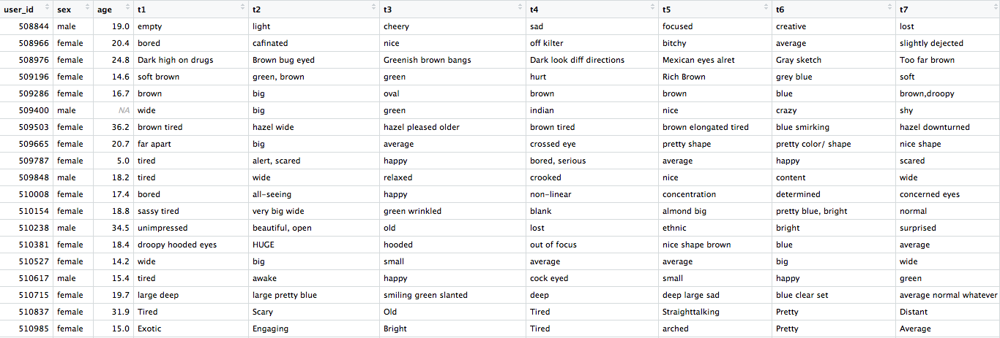 user_id sex age t1 t2 t3 t4 t5 t6 t7
508844 male 19.0 empty light cheery sad focused creative lost
508966 female 20.4 bored cafinated nice off kilter bitchy average slightly dejected
508976 female 24.8 Dark high on drugs Brown bug eyed Greenish brown bangs Dark look diff directions Mexican eyes alret Gray sketch Too far brown
509196 female 14.6 soft brown green, brown green hurt Rich Brown grey blue soft
509286 female 16.7 brown big oval brown brown blue brown,droopy
509400 male NA wide big green indian nice crazy shy
509503 female 36.2 brown tired hazel wide hazel pleased older brown tired brown elongated tired blue smirking hazel downturned
509665 female 20.7 far apart big average crossed eye pretty shape pretty color/ shape nice shape
509787 female 5.0 tired alert, scared happy bored, serious average happy scared
509848 male 18.2 tired wide relaxed crooked nice content wide
510008 female 17.4 bored all-seeing happy non-linear concentration determined concerned eyes
510154 female 18.8 sassy tired very big wide green wrinkled blank almond big pretty blue, bright normal
510238 male 34.5 unimpressed beautiful, open old lost ethnic bright surprised
510381 female 18.4 droopy hooded eyes HUGE hooded out of focus nice shape brown blue average
510527 female 14.2 wide big small average average big wide
510617 male 15.4 tired awake happy cock eyed small happy green
510715 female 19.7 large deep large pretty blue smiling green slanted deep deep large sad blue clear set average normal whatever
510837 female 31.9 Tired Scary Old Tired Straighttalking Pretty Distant
510985 female 15.0 Exotic Engaging Bright Tired arched Pretty Average